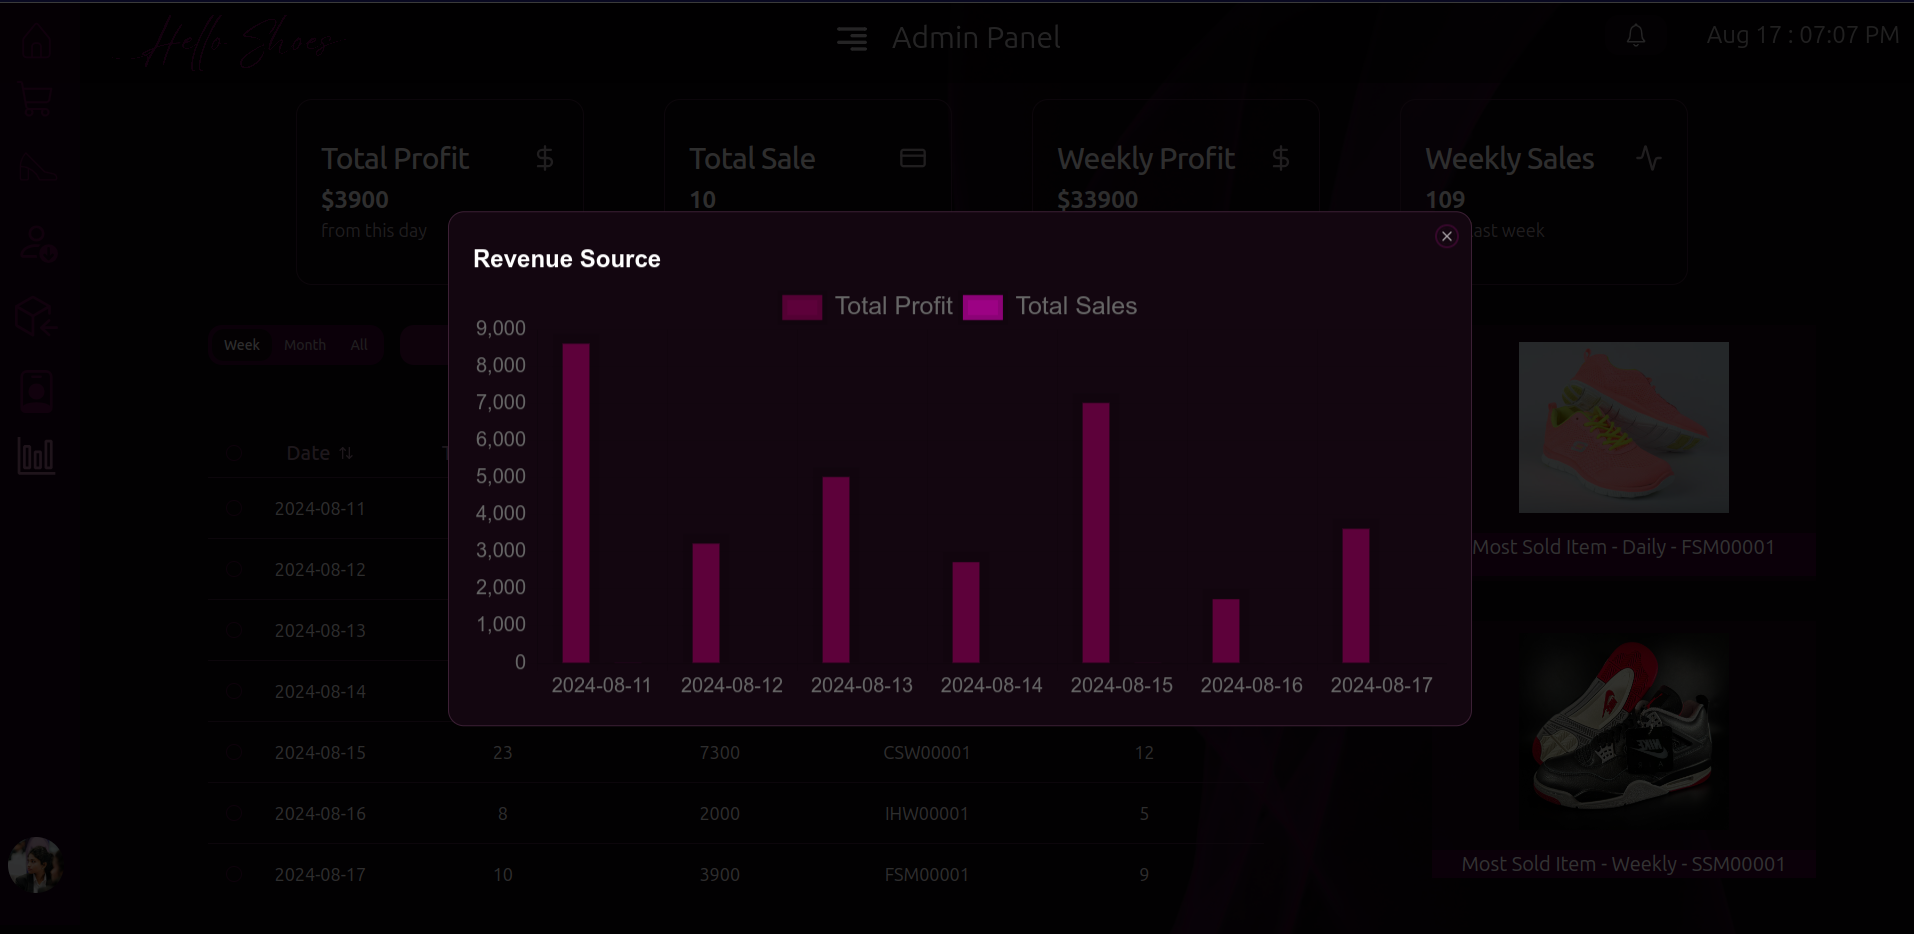 Hello Shoes
Admin Panel
Aug 17 : 07:07 PM
Total Profit
$3900
from this day
Total Sale
10
Weekly Profit
$33900
Weekly Sales
109
last week
Revenue Source
Total Profit Total Sales
9,000
8,000
7,000
6,000
5,000
4,000
3,000
2,000
1,000
0
2024-08-11 2024-08-12 2024-08-13 2024-08-14 2024-08-15 2024-08-16 2024-08-17
Week Month All
Date
2024-08-11
2024-08-12
2024-08-13
2024-08-14
2024-08-15 23 7300 CSW00001 12
2024-08-16 8 2000 IHW00001 5
2024-08-17 10 3900 FSM00001 9
Most Sold Item - Daily - FSM00001
Most Sold Item - Weekly - SSM00001